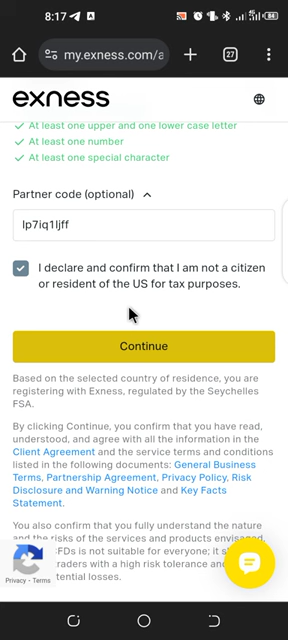 8:17
84
my.exness.com/a
27
exness
At least one upper and one lower case letter
At least one number
At least one special character
Partner code (optional)
lp7iq1ljff
I declare and confirm that I am not a citizen
or resident of the US for tax purposes.
Continue
Based on the selected country of residence, you are
registering with Exness, regulated by the Seychelles
FSA.
By clicking Continue, you confirm that you have read,
understood, and agree with all the information in the
Client Agreement and the service terms and conditions
listed in the following documents: General Business
Terms, Partnership Agreement, Privacy Policy, Risk
Disclosure and Warning Notice and Key Facts
Statement.
You also confirm that you fully understand the nature
and the risks of the services and products envisaged.
FDs is not suitable for everyone; it
raders with a high risk tolerance and
tential losses.
Privacy - Terms